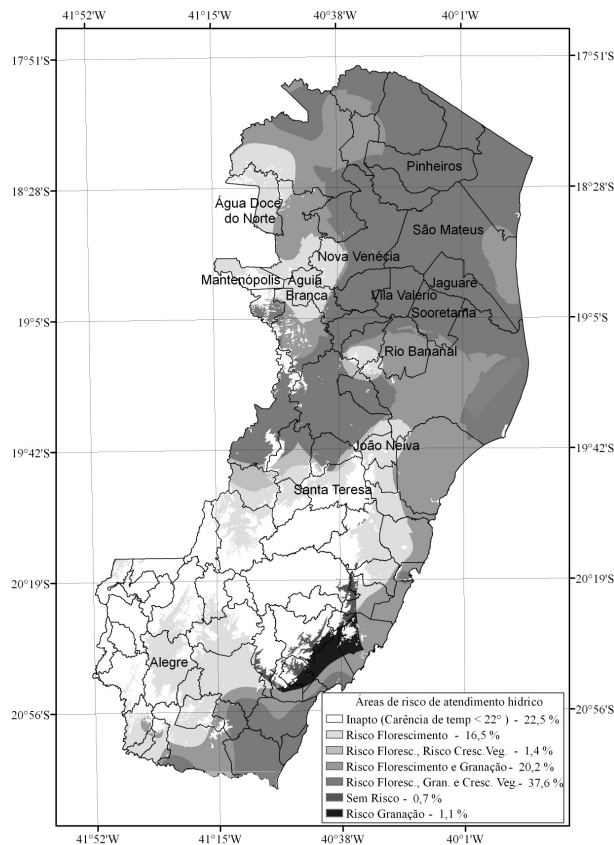 41°52'W 41°15'W 40°38'W 40°1'W
17°51'S 17°51'S
Pinheiros
18°28'S 18°28'S
Água Doce
do Norte
São Mateus
Nova Venécia
Mantenópolis
Águia
Branca
Jaguaré
Vila Valério
Sooretama
19°5'S 19°5'S
Rio Bananal
João Neiva
19°42'S 19°42'S
Santa Teresa
20°19'S 20°19'S
Alegre
20°56'S 20°56'S
Áreas de risco de atendimento hídrico
Inapto (Carência de temp < 22° ) - 22,5 %
Risco Florescimento - 16,5 %
Risco Floresc., Risco Cresc.Veg. - 1,4 %
Risco Florescimento e Granação - 20,2 %
Risco Floresc., Gran. e Cresc. Veg.- 37,6 %
Sem Risco - 0,7 %
Risco Granação - 1,1 %
41°52'W 41°15'W 40°38'W 40°1'W